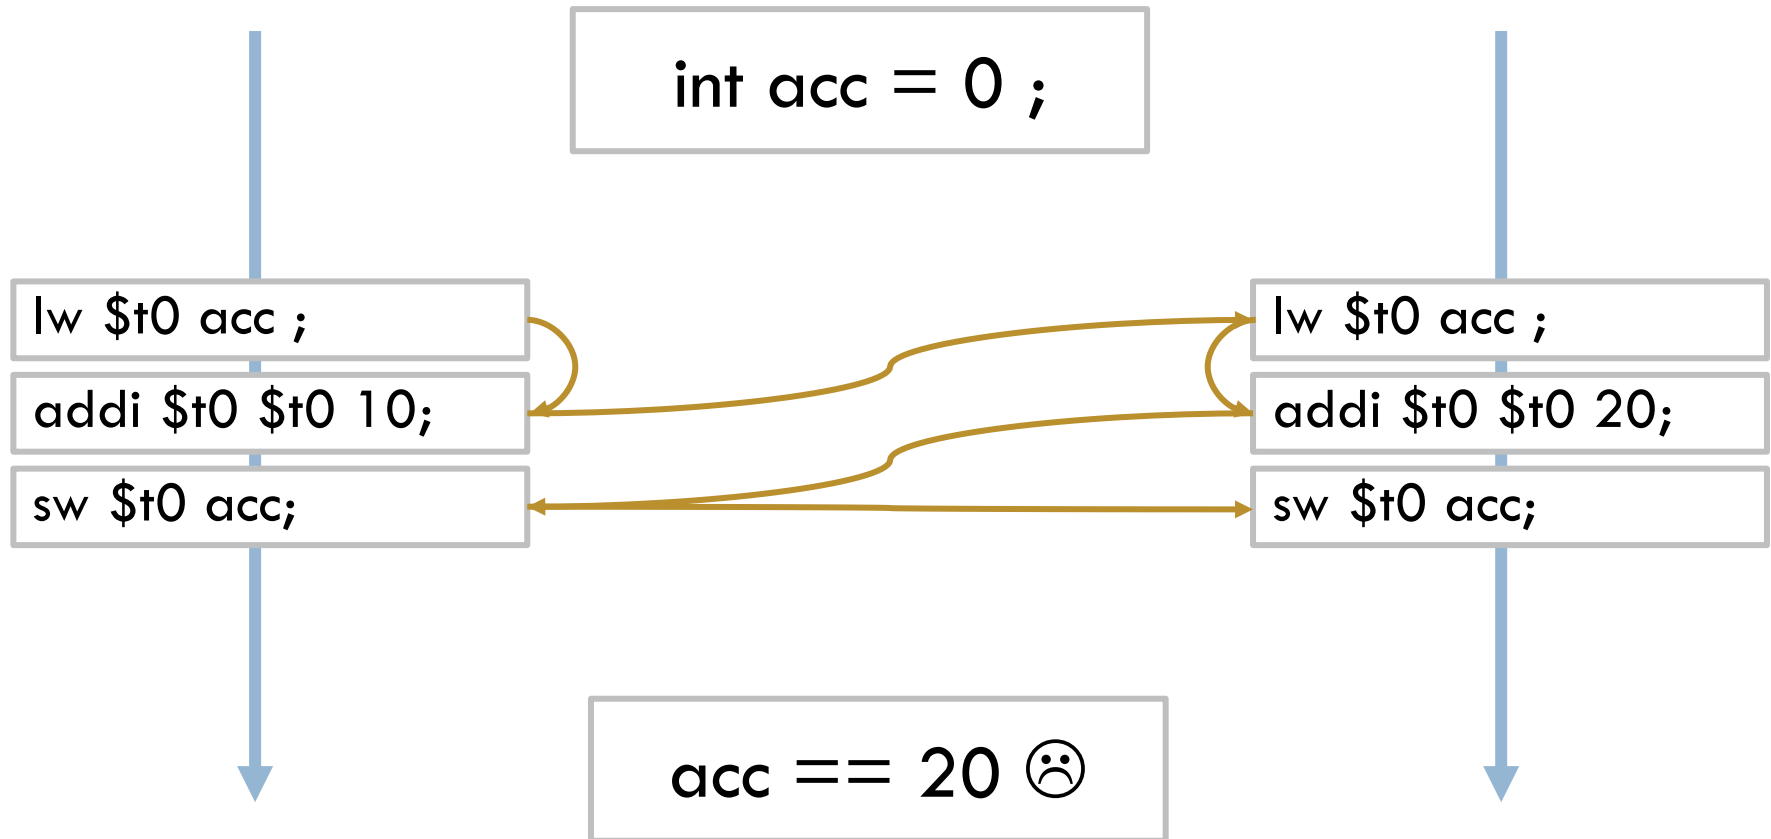 int acc = 0 ;
lw $t0 acc ;
addi $t0 $t0 10;
sw $t0 acc;
lw $t0 acc ;
addi $t0 $t0 20;
sw $t0 acc;
acc == 20 ☹